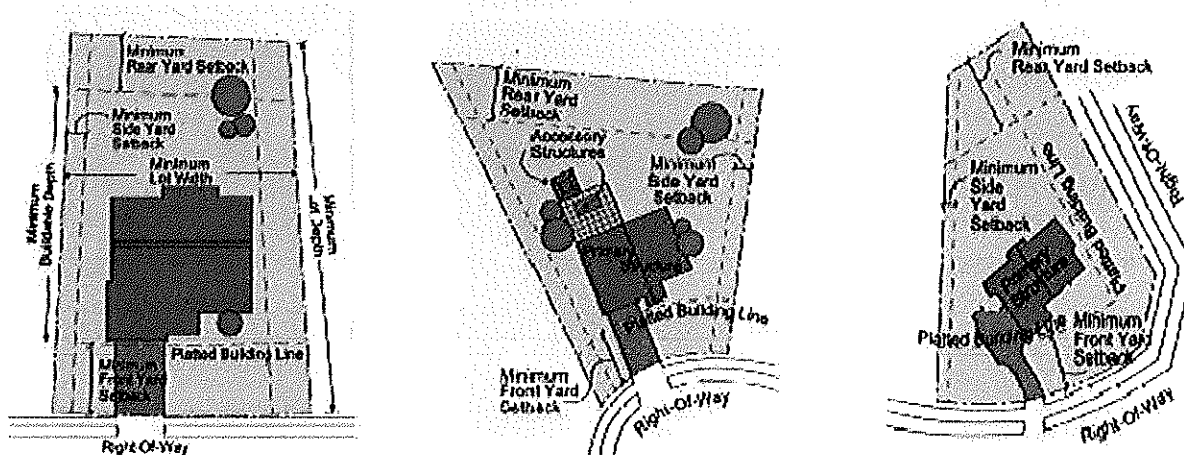 Minimum
Rear Yard Setback
Minimum
Side Yard
Setback
Minimum
Lot Width
Minimum
Buildable Depth
Minimum
Lot Depth
Platted Building Line
Minimum
Front Yard
Setback
Right-Of-Way
Minimum
Rear Yard
Setback
Accessory
Structures
Minimum
Side Yard
Setback
Primary
Structure
Platted Building Line
Minimum
Front Yard
Setback
Right-Of-Way
Minimum
Rear Yard Setback
Right-Of-Way
Minimum
Side
Yard
Setback
Platted Building Line
Primary
Structure
Platted Building Line
Minimum
Front Yard
Setback
Right-Of-Way